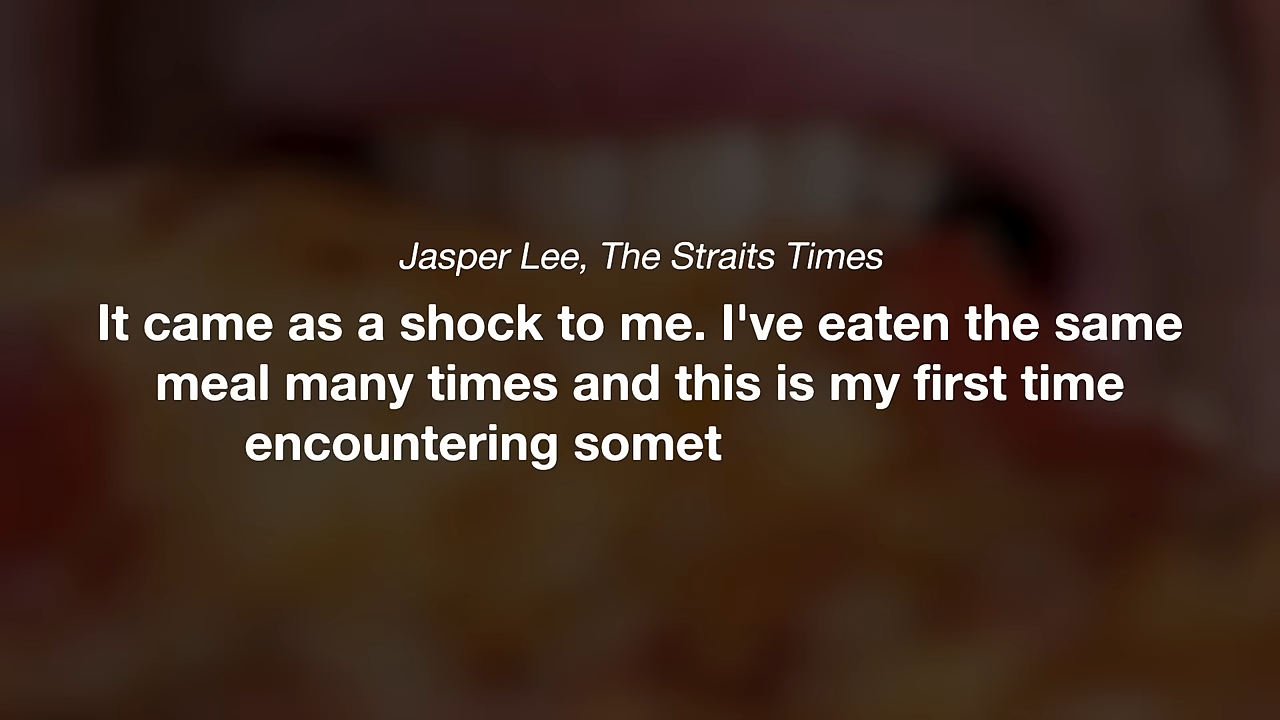 Jasper Lee, The Straits Times
It came as a shock to me. I've eaten the same
meal many times and this is my first time
encountering somet